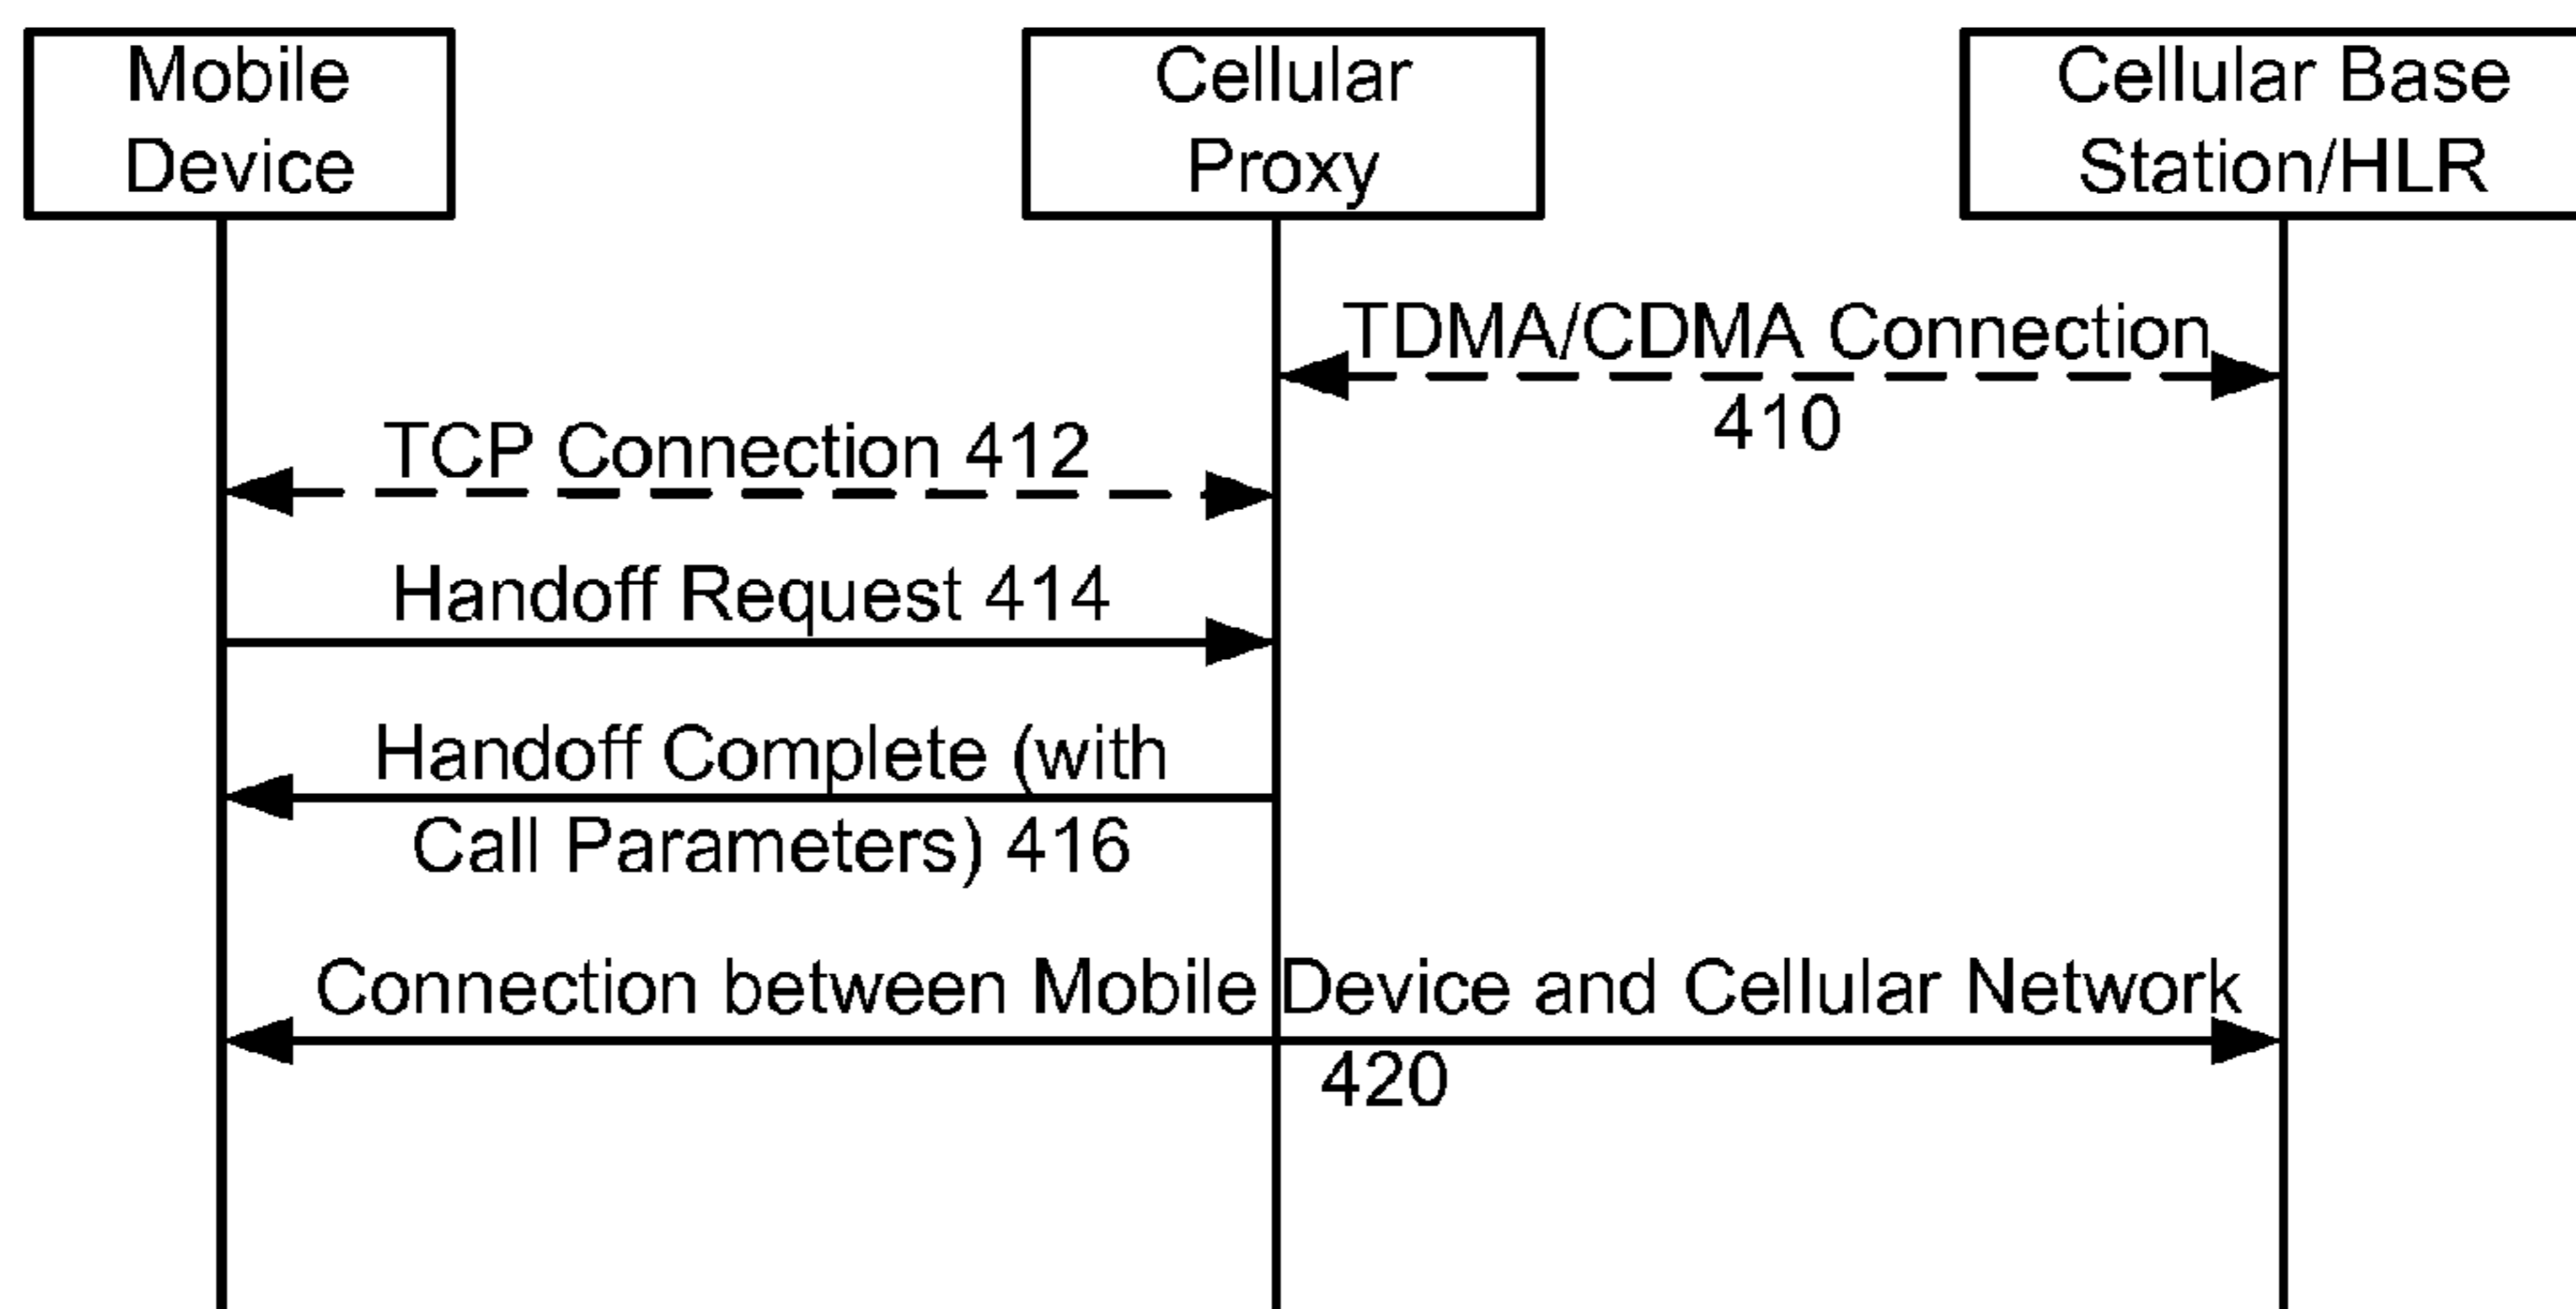 Mobile
Device
Cellular
Proxy
Cellular Base
Station/HLR
TDMA/CDMA Connection
410
TCP Connection 412
Handoff Request 414
Handoff Complete (with
Call Parameters) 416
Connection between Mobile Device and Cellular Network
420